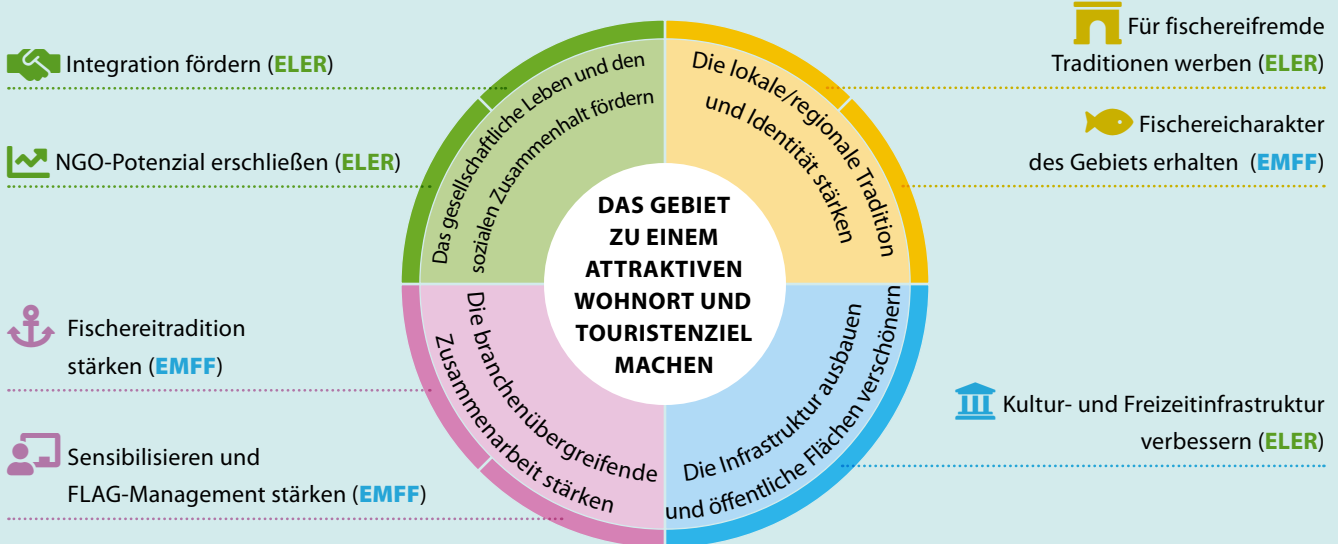 Integration fördern (ELER)
NGO-Potenzial erschließen (ELER)
Fischereitradition
stärken (EMFF)
Sensibilisieren und
FLAG-Management stärken (EMFF)
Das gesellschaftliche Leben und den
sozialen Zusammenhalt fördern
Die lokale/regionale Tradition
und Identität stärken
DAS GEBIET
ZU EINEM
ATTRAKTIVEN
WOHNORT UND
TOURISTENZIEL
MACHEN
Die branchenübergreifende
Zusammenarbeit stärken
Die Infrastruktur ausbauen
und öffentliche Flächen verschönern
Für fischereifremde
Traditionen werben (ELER)
Fischereicharakter
des Gebiets erhalten (EMFF)
Kultur- und Freizeitinfrastruktur
verbessern (ELER)